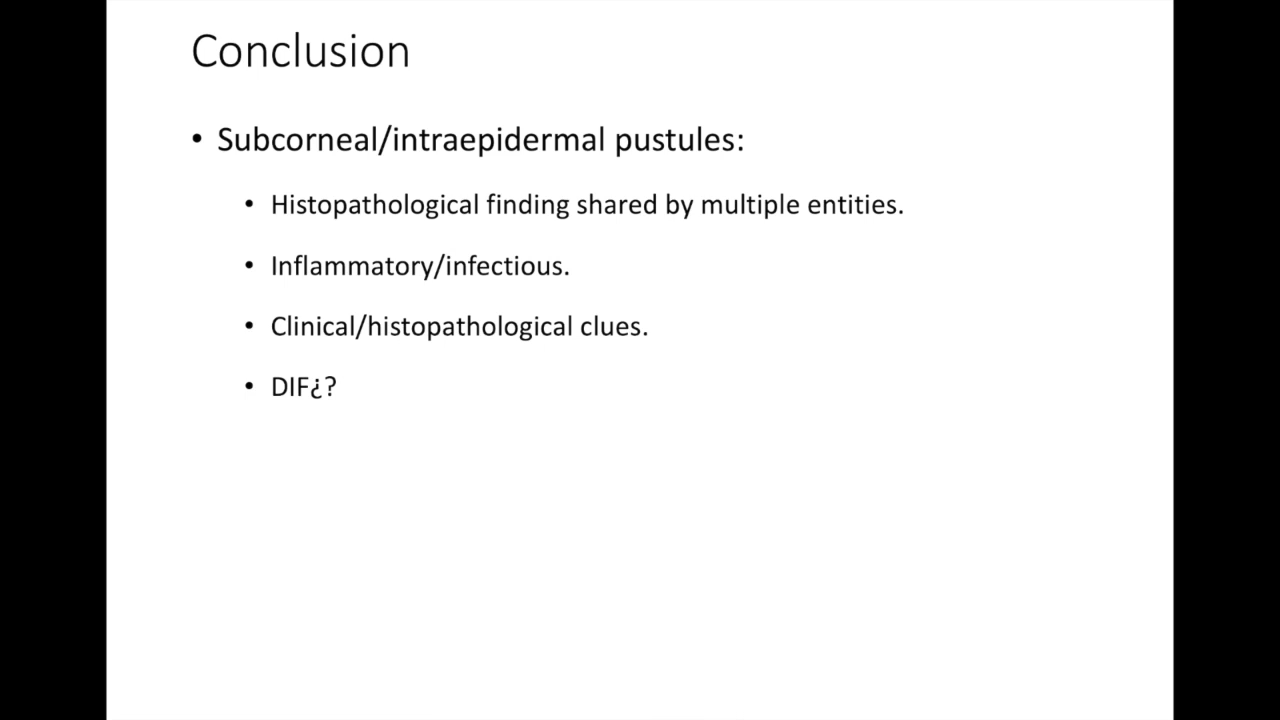 Conclusion
• Subcorneal/intraepidermal pustules:
• Histopathological finding shared by multiple entities.
• Inflammatory/infectious.
• Clinical/histopathological clues.
• DIF¿?